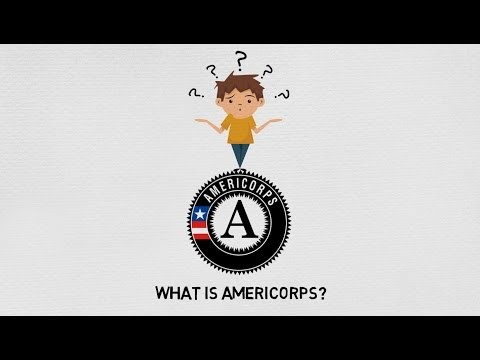 ? ? ? ? ?
AMERICORPS
A
WHAT IS AMERICORPS?